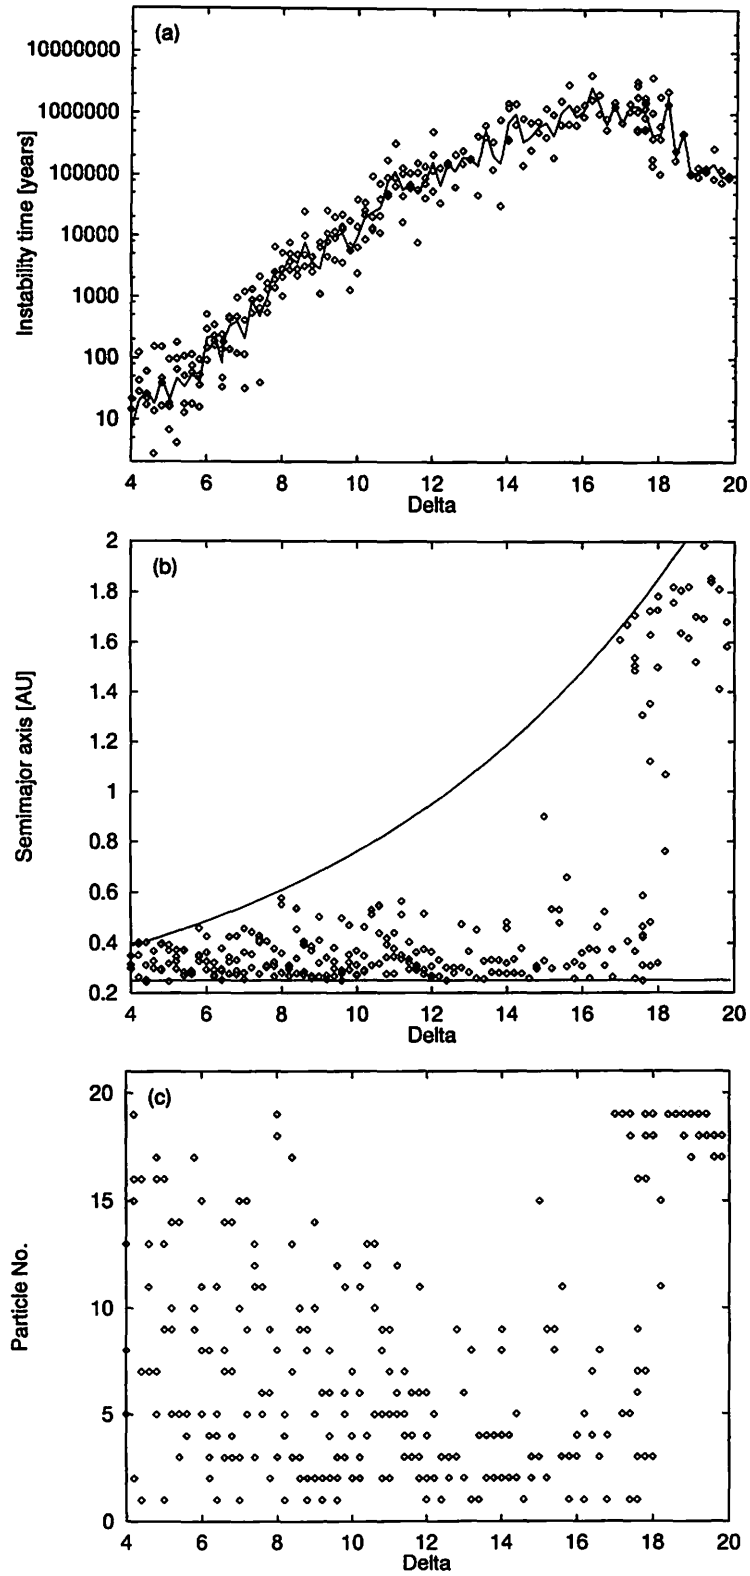 (a)
10000000
1000000
100000
10000
1000
100
10
Instability time [years]
4 6 8 10 12 14 16 18 20
Delta
(b)
2
1.8
1.6
1.4
1.2
1
0.8
0.6
0.4
0.2
Semimajor axis [AU]
4 6 8 10 12 14 16 18 20
Delta
(c)
20
15
10
5
0
Particle No.
4 6 8 10 12 14 16 18 20
Delta